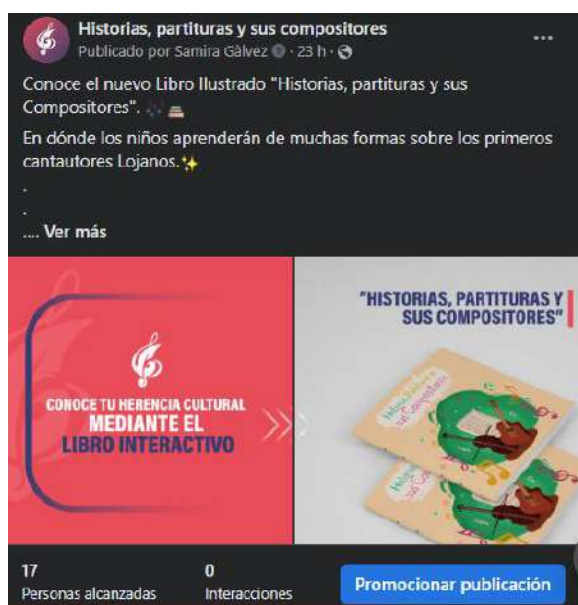 Historias, partituras y sus compositores
Publicado por Samira Gàlvez · 23 h ·
Conoce el nuevo Libro Ilustrado "Historias, partituras y sus
Compositores".
En dónde los niños aprenderán de muchas formas sobre los primeros
cantautores Lojanos.
.
.
.... Ver más
CONOCE TU HERENCIA CULTURAL
MEDIANTE EL
LIBRO INTERACTIVO
"HISTORIAS, PARTITURAS Y
SUS COMPOSITORES"
17
Personas alcanzadas
0
Interacciones
Promocionar publicación